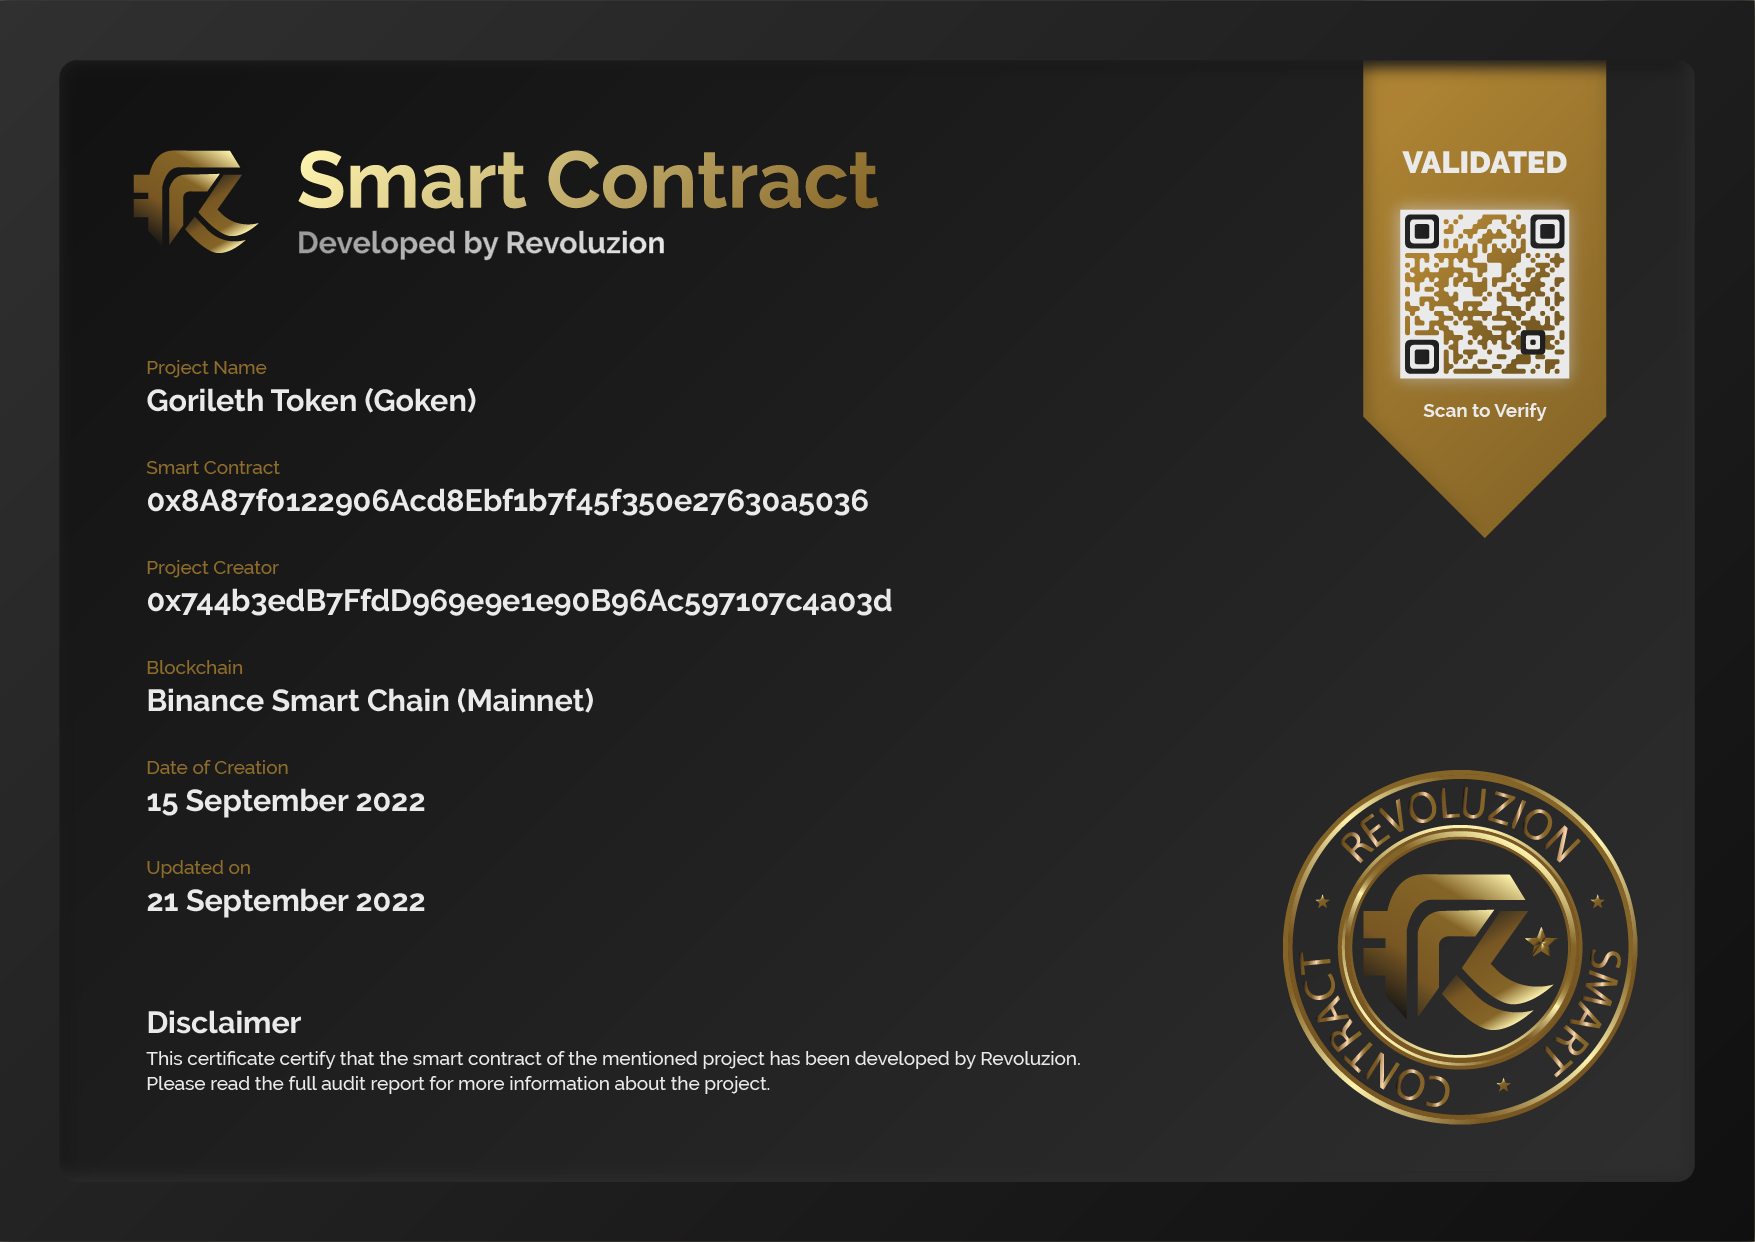 Smart Contract
Developed by Revoluzion
VALIDATED
Scan to Verify
Project Name
Gorileth Token (Goken)
Smart Contract
0x8A87f0122906Acd8Ebf1b7f45f350e27630a5036
Project Creator
0x744b3edB7FfdD969e9e1e90B96Ac597107c4a03d
Blockchain
Binance Smart Chain (Mainnet)
Date of Creation
15 September 2022
Updated on
21 September 2022
Disclaimer
This certificate certify that the smart contract of the mentioned project has been developed by Revoluzion.
Please read the full audit report for more information about the project.
REVOLUZION
SMART
CONTRACT